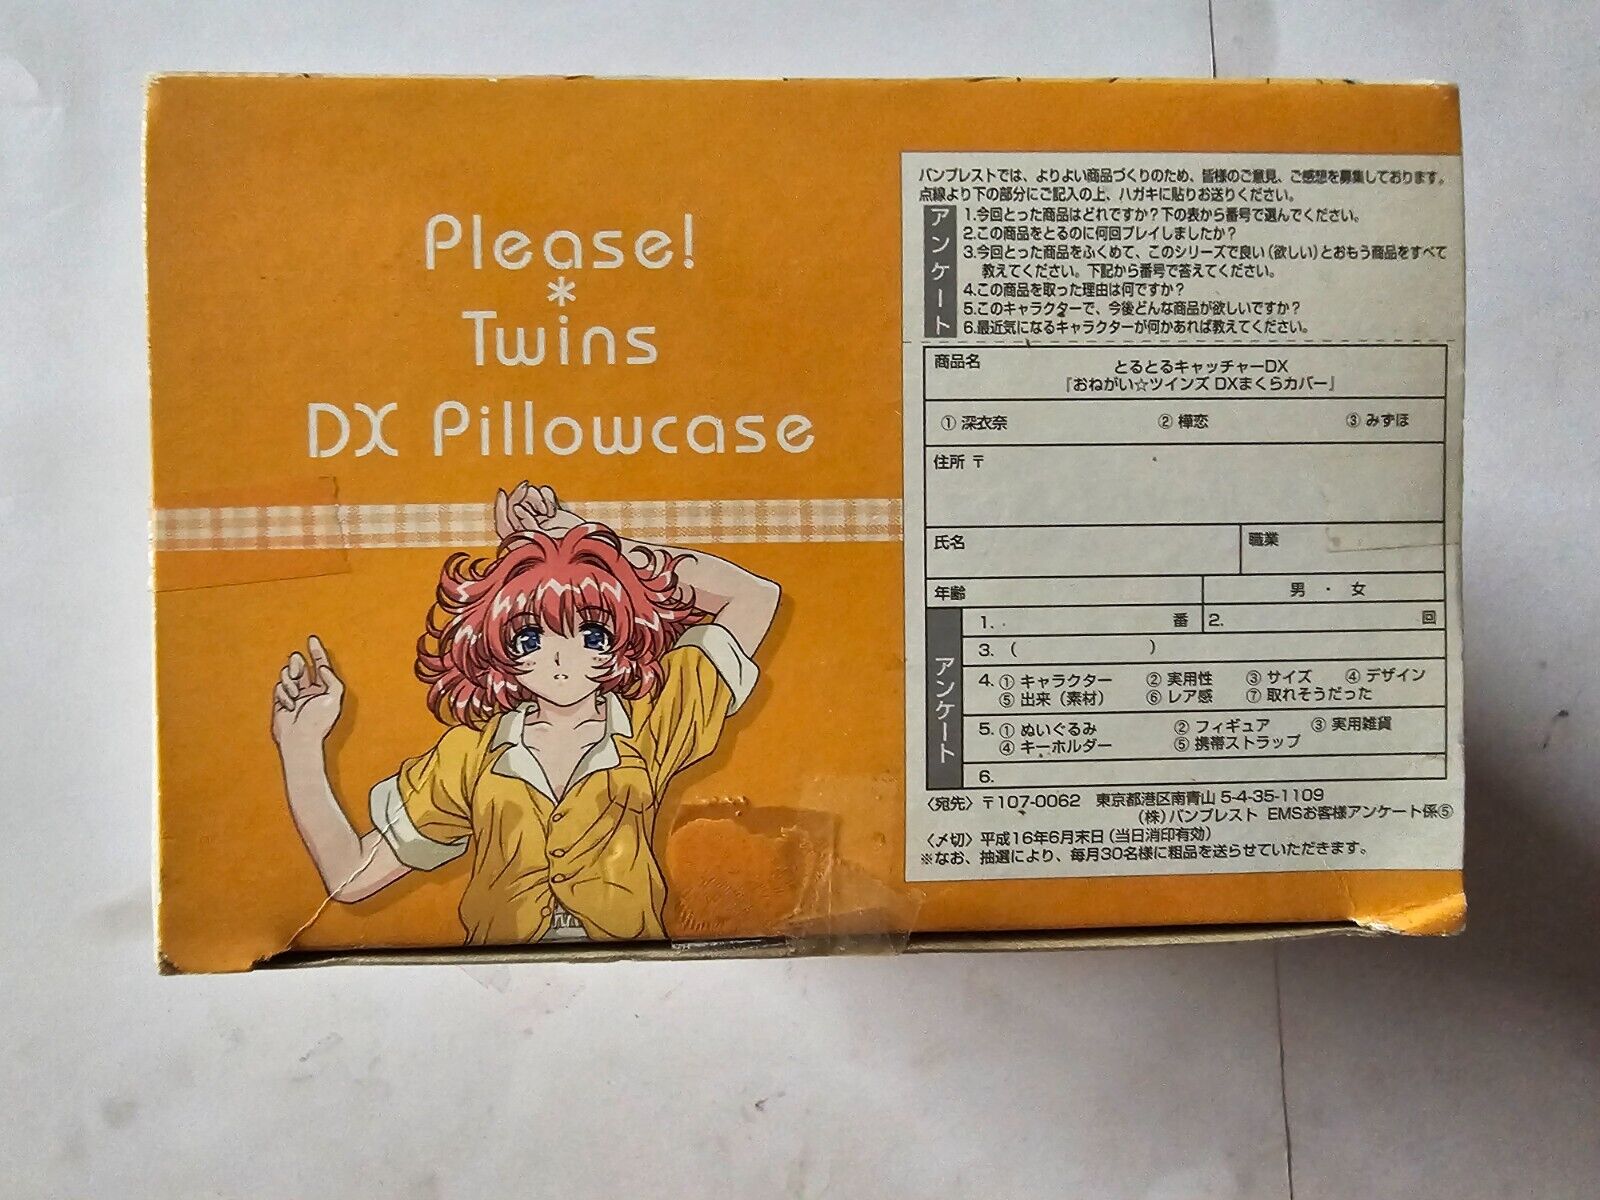 Please!
*
Twins
DX Pillowcase
バンプレストでは、よりよい商品づくりのため、皆様のご意見、ご感想を募集しております。
点線より下の部分にご記入の上、ハガキに貼りお送りください。
アンケート
1.今回とった商品はどれですか？下の表から番号で選んでください。
2.この商品をとるのに何回プレイしましたか？
3.今回とった商品をふくめて、このシリーズで良い（欲しい）とおもう商品をすべて
教えてください。下記から番号で答えてください。
4.この商品を取った理由は何ですか？
5.このキャラクターで、今後どんな商品が欲しいですか？
6.最近気になるキャラクターが何かあれば教えてください。
商品名 とるとるキャッチャーDX
『おねがい☆ツインズ DXまくらカバー』
① 深衣奈 ② 樺恋 ③ みずほ
住所 〒
氏名 職業
年齢 男 ・ 女
アンケート
1. 番 2. 回
3. ( )
4. ① キャラクター ② 実用性 ③ サイズ ④ デザイン
⑤ 出来（素材） ⑥ レア感 ⑦ 取れそうだった
5. ① ぬいぐるみ ② フィギュア ③ 実用雑貨
④ キーホルダー ⑤ 携帯ストラップ
6.
〈宛先〉〒107-0062 東京都港区南青山 5-4-35-1109
(株)バンプレスト EMSお客様アンケート係⑤
〈〆切〉平成16年6月末日（当日消印有効）
※なお、抽選により、毎月30名様に粗品を送らせていただきます。